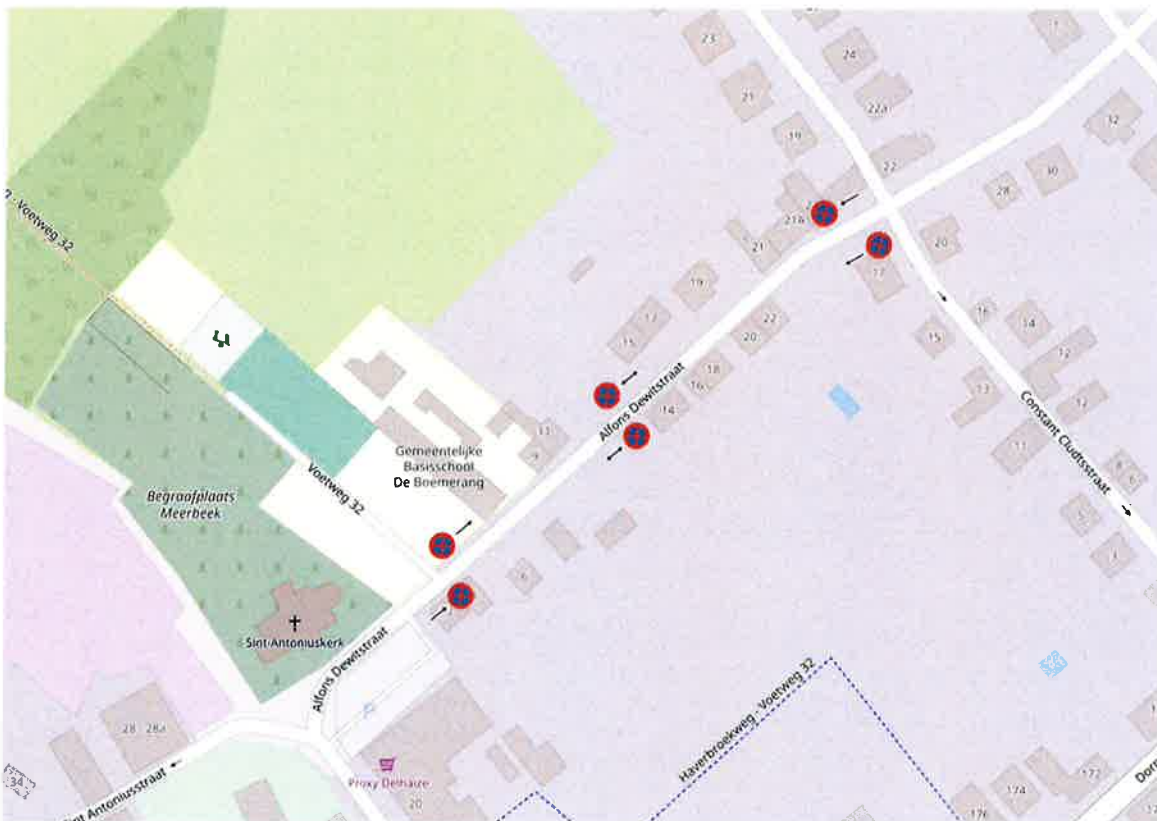 23
24
1
21
22a
19
32
22
30
28
21A
21
20
17
19
17
22
15
20
18
16
14
16
14
15
12
13
12
11
Alfons Dewitstraat
Constant Cludtsstraat
Voetweg 32
11
9
Gemeentelijke
Basisschool
De Boemerang
Voetweg 32
Begraafplaats
Meerbeek
8
6
5
3
6
Sint-Antoniuskerk
Alfons Dewitstraat
P
28 - 28a
Haverbroekweg - Voetweg 32
Proxy Delhaize
34
Sint Antoniusstraat
20
172
174
176